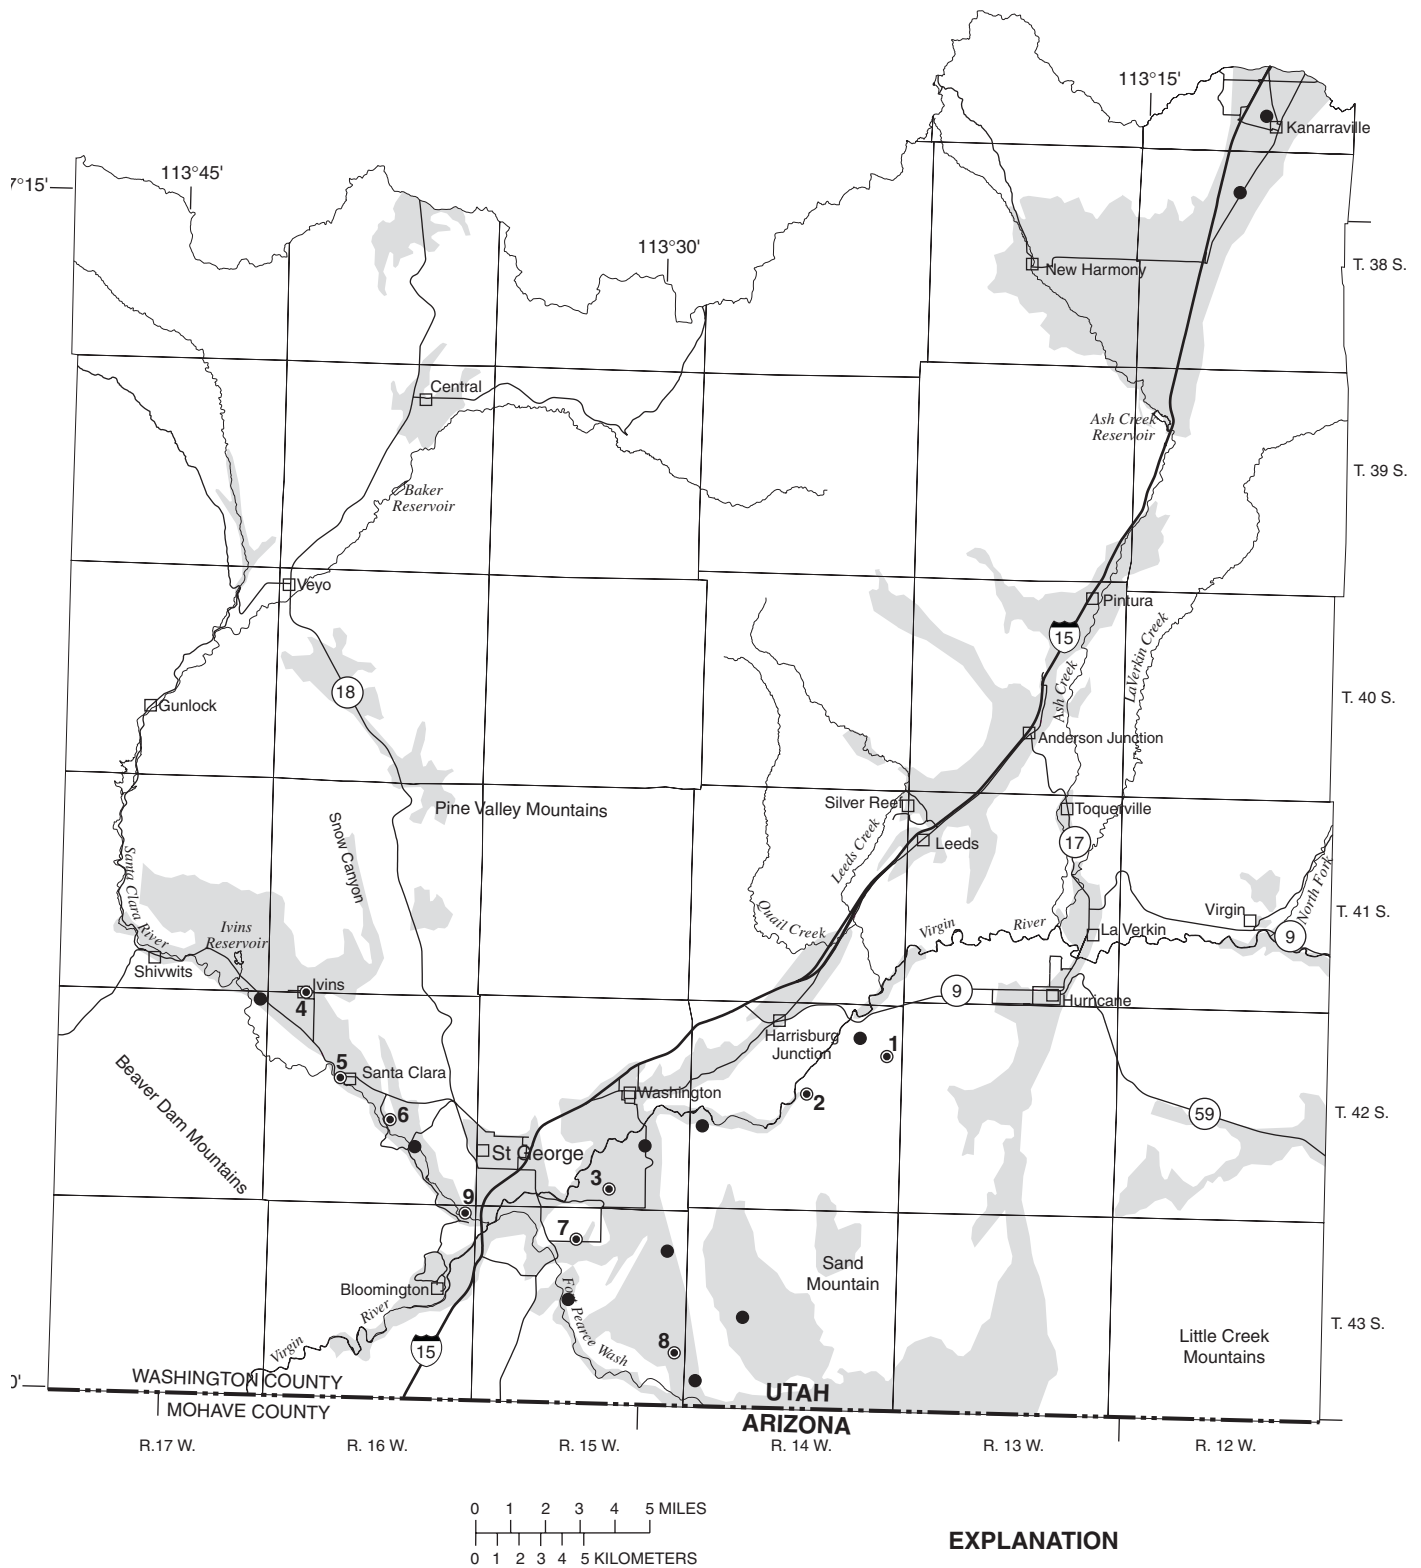 113°15'
Kanarraville
7°15'
113°45'
113°30'
T. 38 S.
New Harmony
Central
Ash Creek
Reservoir
T. 39 S.
Baker
Reservoir
Veyo
Pintura
15
LaVerkin Creek
Ash Creek
18
Gunlock
T. 40 S.
Anderson Junction
Pine Valley Mountains
Silver Reef
Toquerville
Snow Canyon
Leeds Creek
Leeds
17
Santa Clara River
Ivins
Reservoir
Quail Creek
Virgin
River
Virgin
North Fork
T. 41 S.
La Verkin
9
Shivwits
Ivins
4
9
Hurricane
Harrisburg
Junction
1
Beaver Dam Mountains
5
Santa Clara
Washington
2
6
59
T. 42 S.
St George
3
9
7
Sand
Mountain
Bloomington
Fort Pearce Wash
Virgin
River
8
15
Little Creek
Mountains
T. 43 S.
0'
WASHINGTON COUNTY
UTAH
MOHAVE COUNTY
ARIZONA
R.17 W.
R. 16 W.
R. 15 W.
R. 14 W.
R. 13 W.
R. 12 W.
0 1 2 3 4 5 MILES
0 1 2 3 4 5 KILOMETERS
EXPLANATION